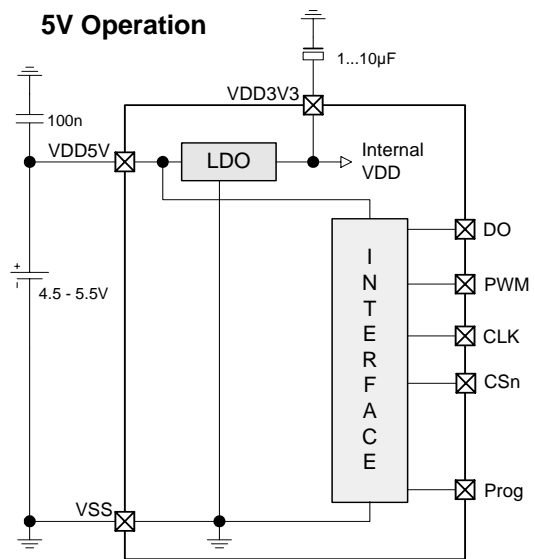 5V Operation
1...10µF
VDD3V3
100n
VDD5V
LDO
Internal
VDD
DO
I
N
T
E
R
F
A
C
E
PWM
+
-
4.5 - 5.5V
CLK
CSn
Prog
VSS